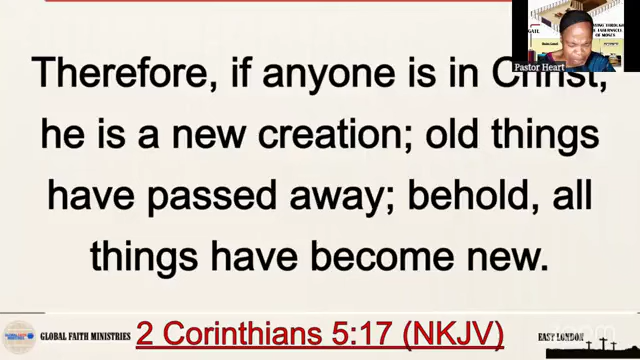 Therefore, if anyone is in Christ,
he is a new creation; old things
have passed away; behold, all
things have become new.
Pastor Heart
GLOBAL FAITH MINISTRIES
2 Corinthians 5:17 (NKJV)
EAST LONDON
zoom